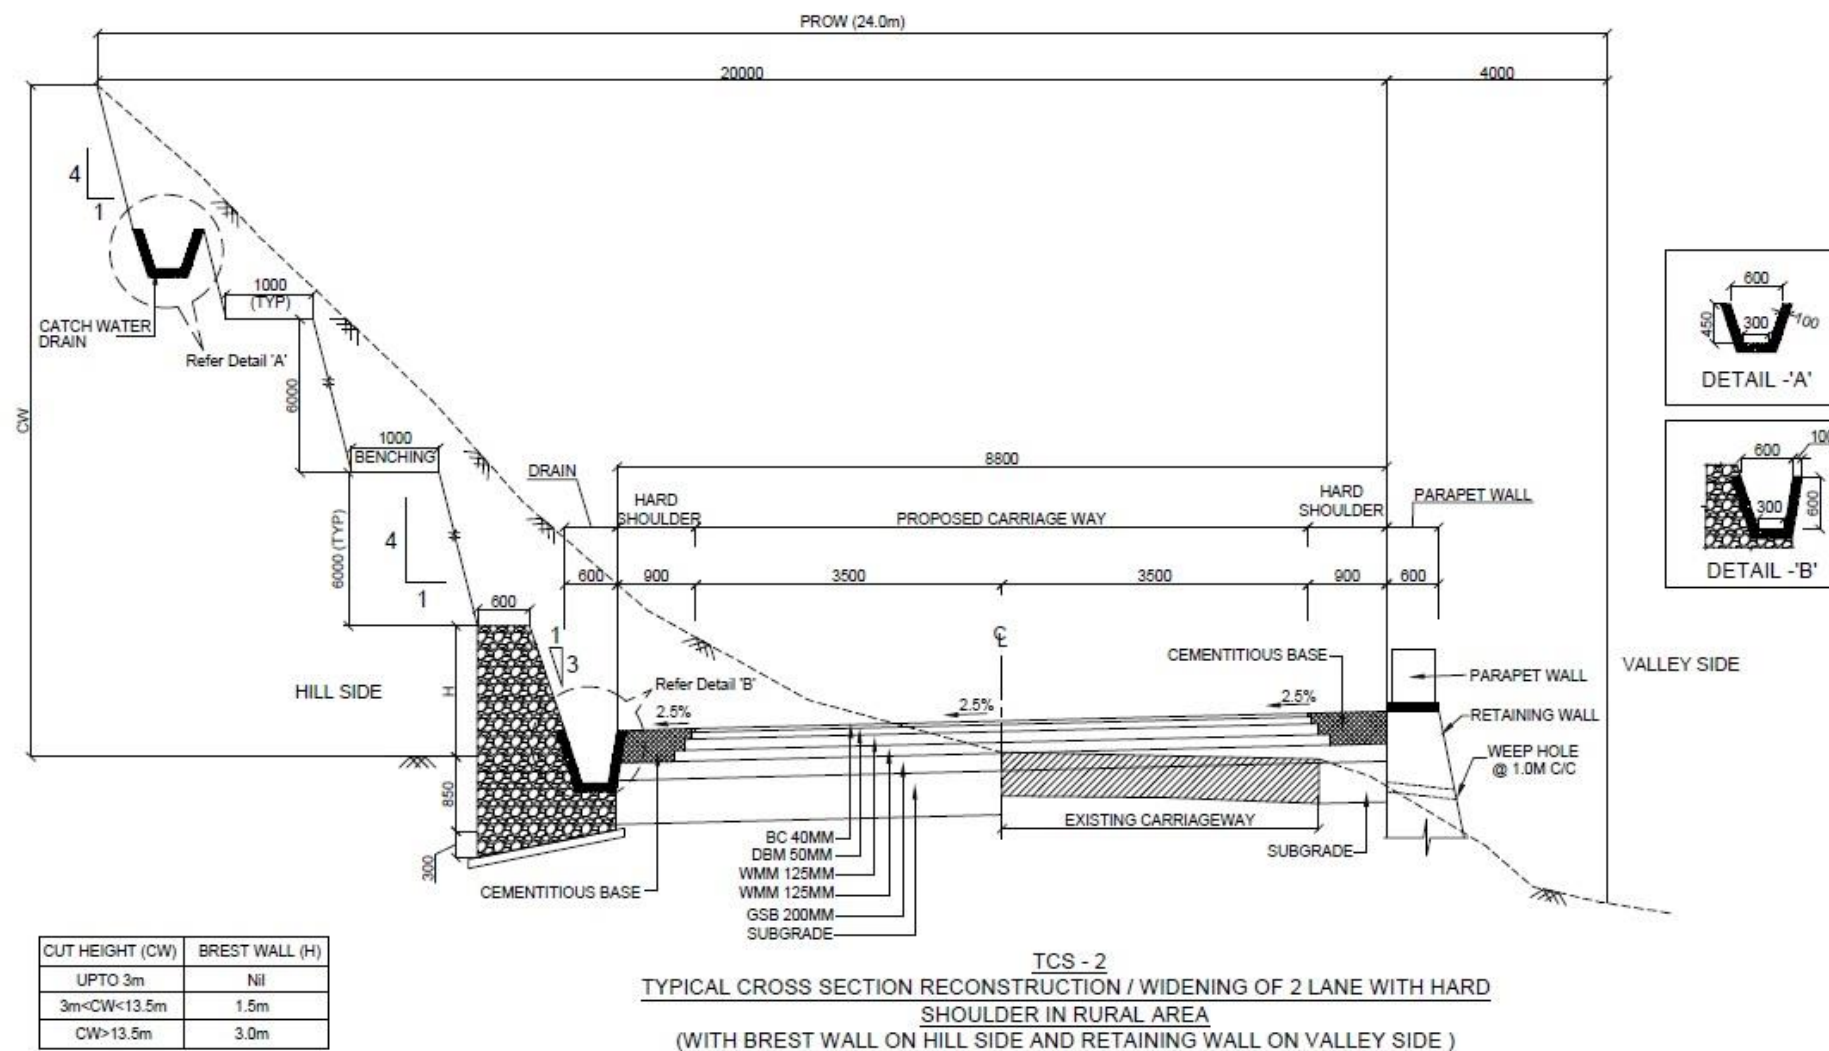 PROW (24.0m)
20000
4000
4
1
CW
CATCH WATER
DRAIN
1000
(TYP)
Refer Detail 'A'
6000
1000
BENCHING
6000 (TYP)
4
1
600
450
300
100
DETAIL -'A'
600
100
300
600
DETAIL -'B'
8800
DRAIN
HARD
SHOULDER
PROPOSED CARRIAGE WAY
HARD
SHOULDER
PARAPET WALL
600
900
3500
3500
900
600
600
1
3
H
HILL SIDE
Refer Detail 'B'
2.5%
2.5%
2.5%
CL
CEMENTITIOUS BASE
PARAPET WALL
VALLEY SIDE
RETAINING WALL
WEEP HOLE
@ 1.0M C/C
850
300
EXISTING CARRIAGEWAY
SUBGRADE
CEMENTITIOUS BASE
BC 40MM
DBM 50MM
WMM 125MM
WMM 125MM
GSB 200MM
SUBGRADE
CUT HEIGHT (CW) BREST WALL (H)
UPTO 3m Nil
3m<CW<13.5m 1.5m
CW>13.5m 3.0m
TCS - 2
TYPICAL CROSS SECTION RECONSTRUCTION / WIDENING OF 2 LANE WITH HARD
SHOULDER IN RURAL AREA
(WITH BREST WALL ON HILL SIDE AND RETAINING WALL ON VALLEY SIDE )